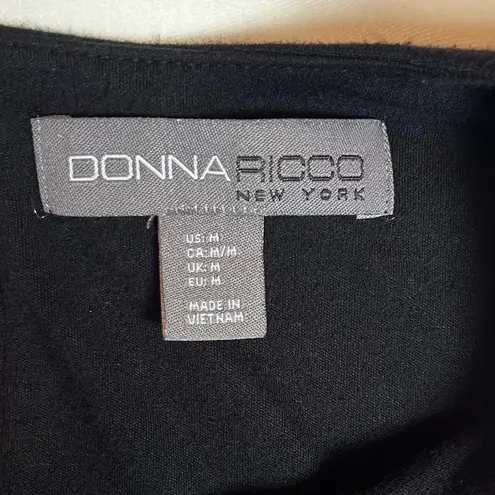 DONNA RICCO
NEW YORK
US: M
CA: M/M
UK: M
EU: M
MADE IN
VIETNAM